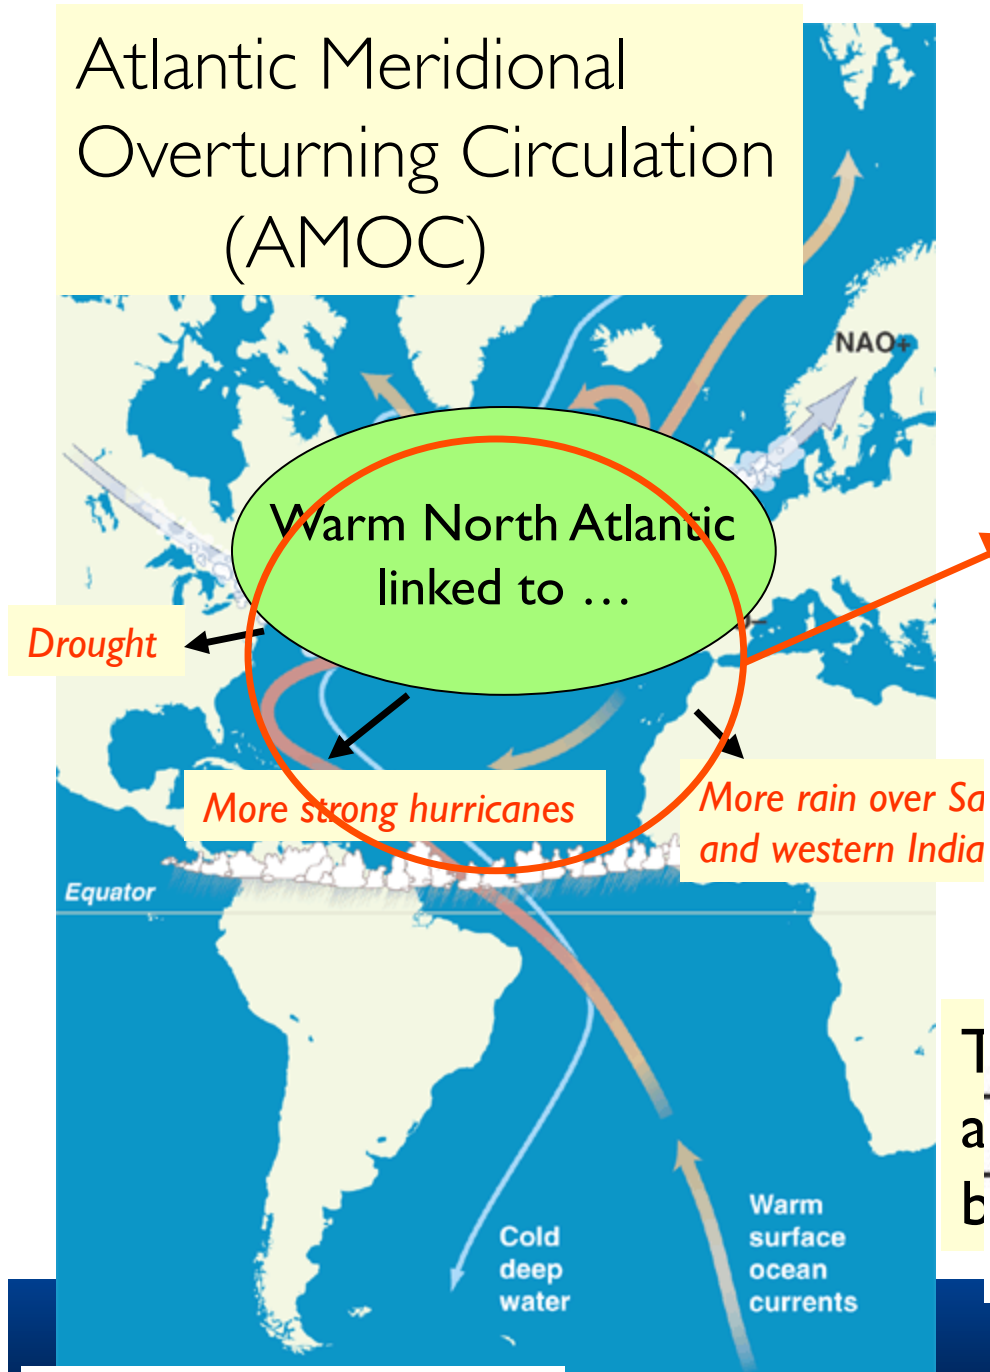 Atlantic Meridional
Overturning Circulation
(AMOC)
NAO+
Warm North Atlantic
linked to …
Drought
More strong hurricanes
More rain over
and western India
Equator
Cold
deep
water
Warm
surface
ocean
currents